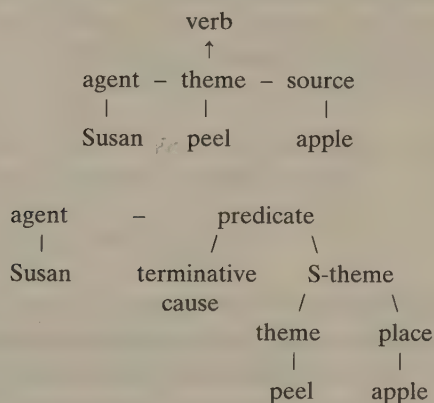 verb
↑
agent – theme – source
| | |
Susan peel apple
agent – predicate
| / \
Susan terminative S-theme
cause / \
theme place
| |
peel apple